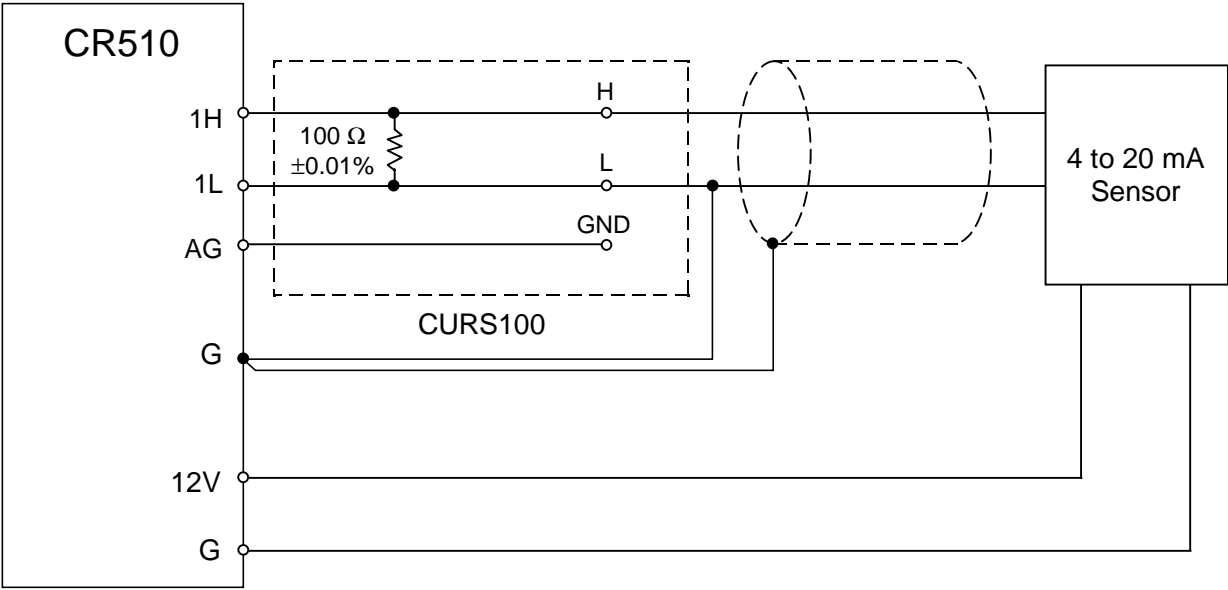 CR510
1H
100 Ω
±0.01%
H
1L
L
AG
GND
4 to 20 mA
Sensor
CURS100
G
12V
G